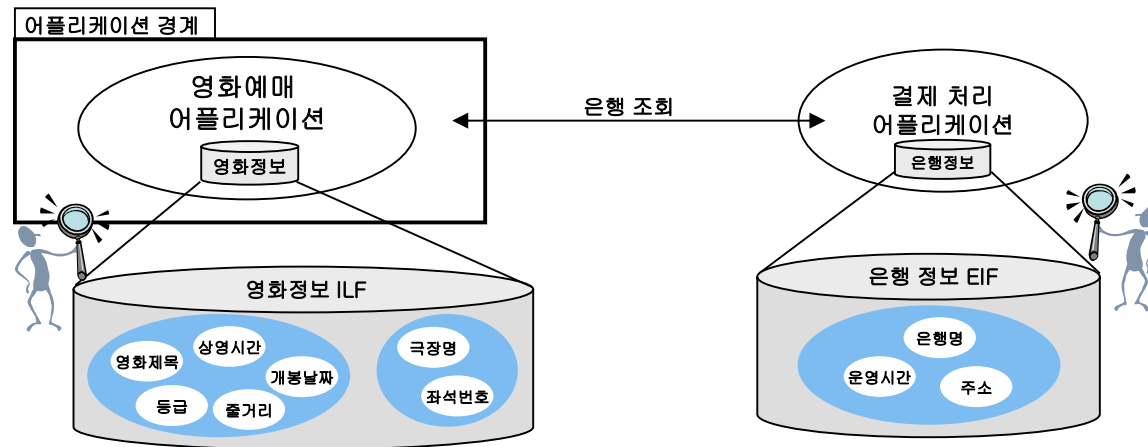 어플리케이션 경계
영화예매
어플리케이션
영화정보
은행 조회
결제 처리
어플리케이션
은행정보
영화정보 ILF
영화제목
상영시간
개봉날짜
등급
줄거리
극장명
좌석번호
은행 정보 EIF
은행명
운영시간
주소